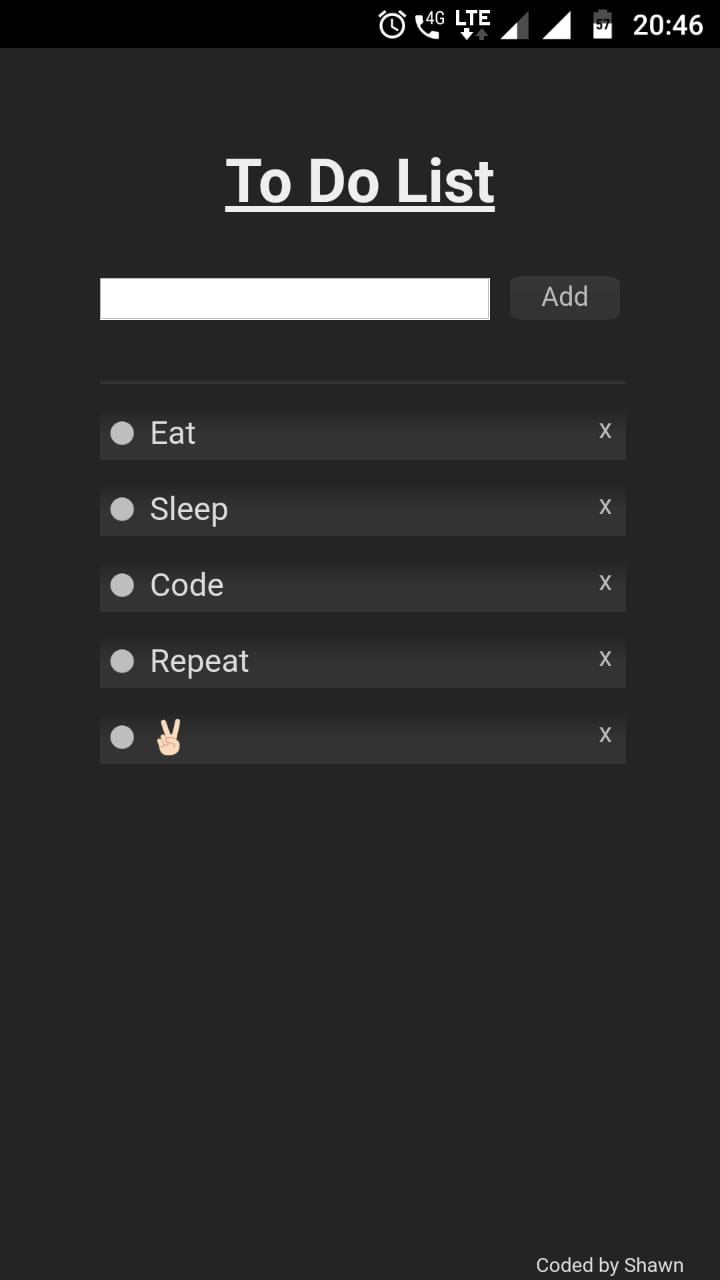 4G LTE 57 20:46
To Do List
Add
Eat x
Sleep x
Code x
Repeat x
✌🏻 x
Coded by Shawn